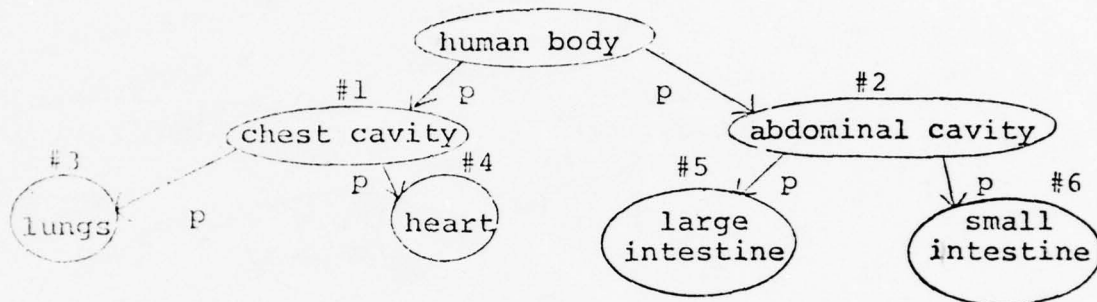 human body
#1
p
p
#2
chest cavity
abdominal cavity
#3
p
#4
#5
p
p
#6
lungs
p
heart
large
intestine
small
intestine